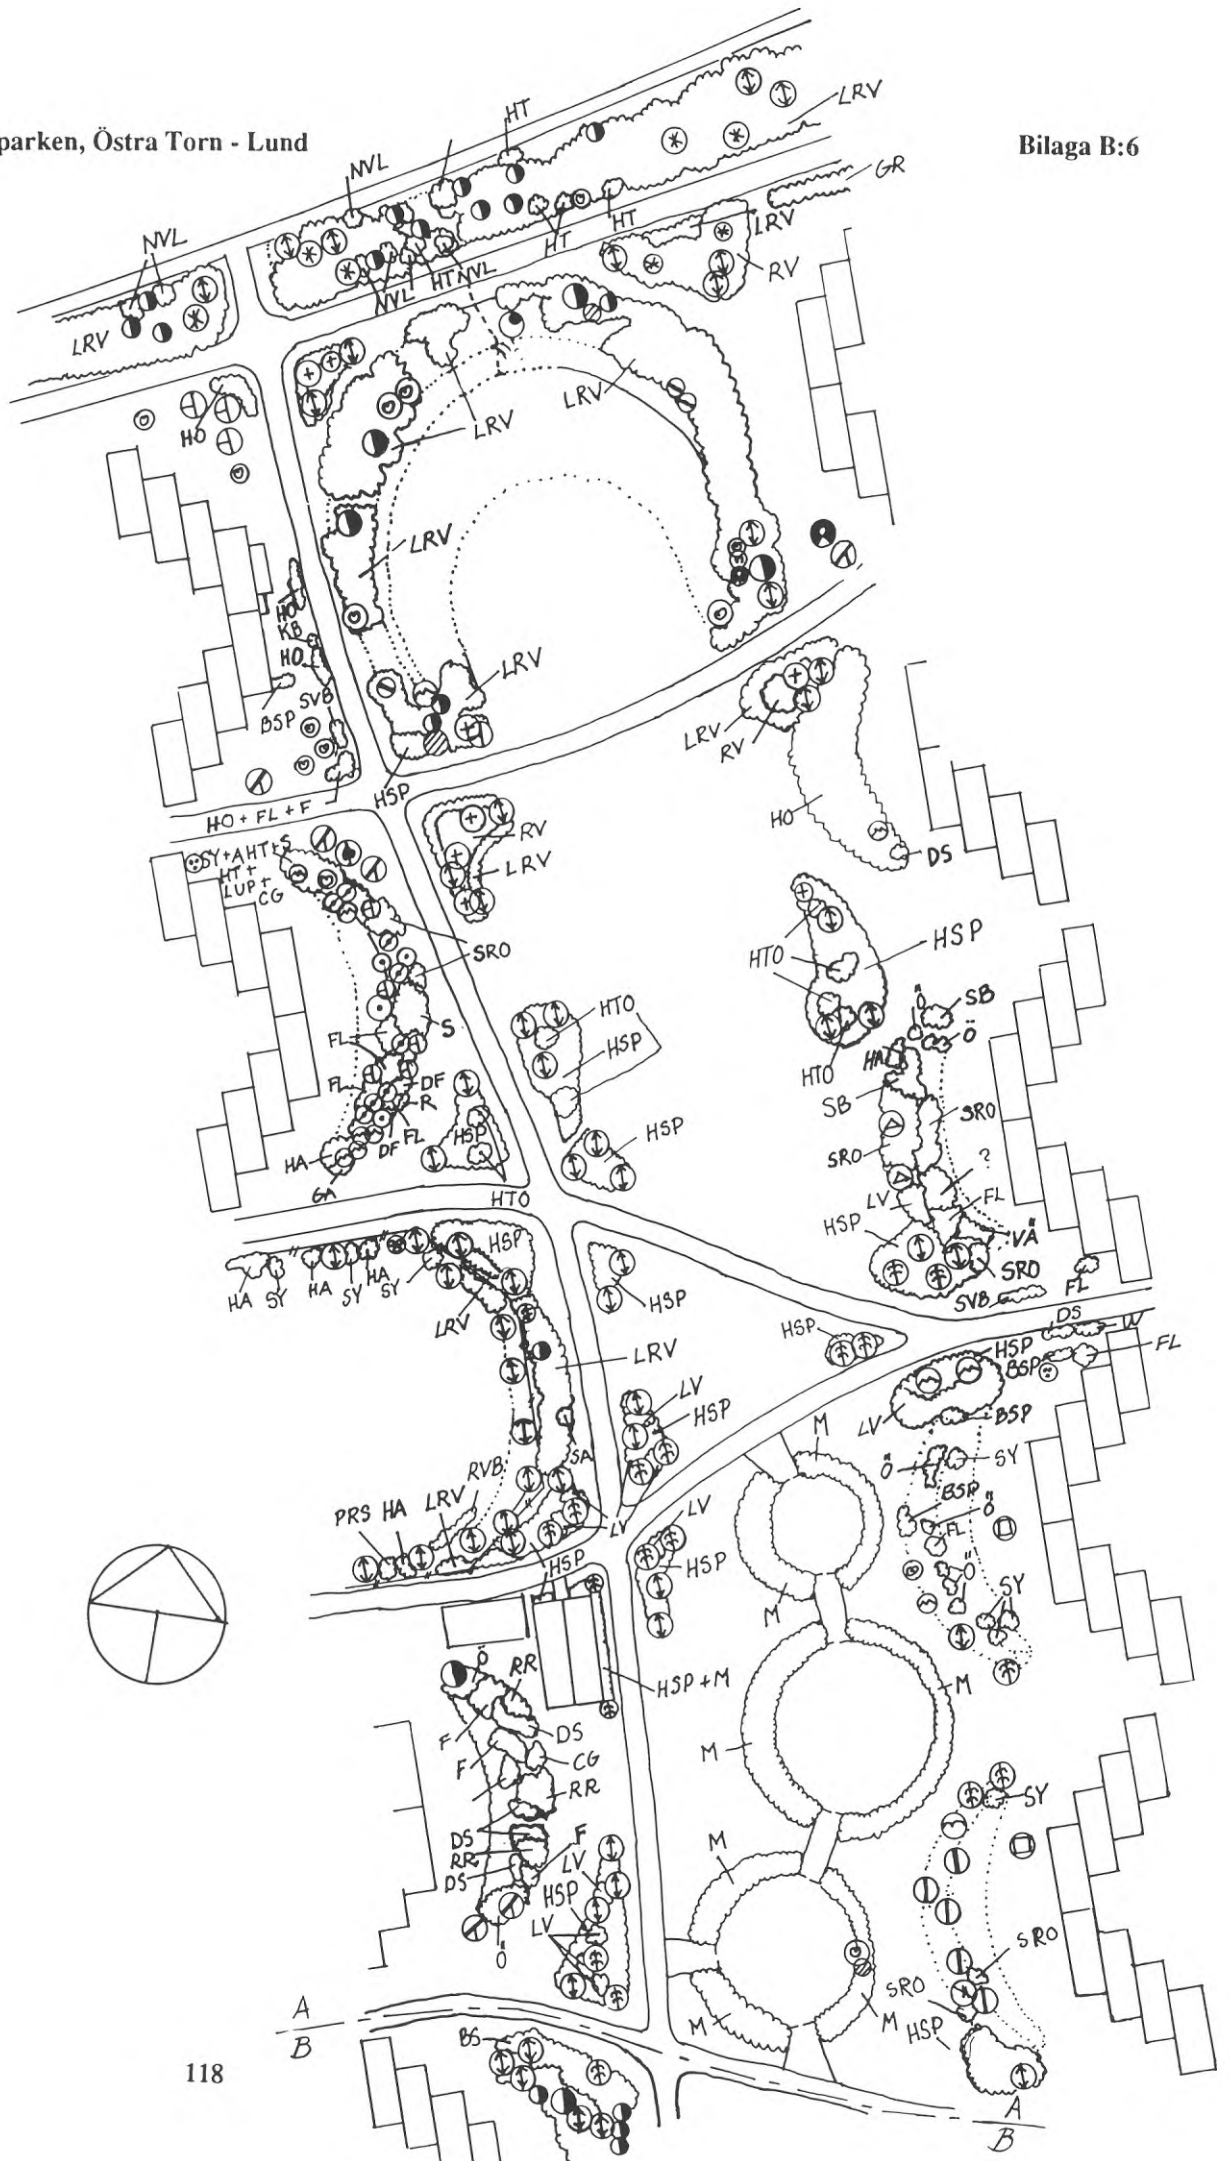 parken, Östra Torn - Lund
Bilaga B:6
HT
LRV
NVL
GR
NVL
HT
HT
LRV
RV
NVL
HT NVL
LRV
HO
LRV
LRV
LRV
HO
KB
HO
SVB
BSP
LRV
LRV
RV
HSP
HO + FL + F
HO
RV
LRV
DS
SY+AHT+S
HT+
LUP+
CG
SRO
HSP
HTO
S
FL
HTO
HSP
Ö
SB
Ö
HA
HTO
SB
FL
DF
R
FL
DF
HSP
HSP
SRO
SRO
?
HA
GA
HTO
LV
FL
HSP
VÄ
SRO
HSP
HA
SY
HA
SY
HA
SY
LRV
HSP
SVB
FL
DS
HSP
LRV
HSP
BSP
FL
LV
HSP
LV
BSP
M
SA
RVB
Ö
SY
BSP
Ö
FL
PRS
HA
LRV
LV
LV
HSP
HSP
Ö
SY
M
Ö
RR
HSP + M
M
F
DS
F
CG
RR
M
SY
DS
RR
DS
F
LV
HSP
LV
M
Ö
SRO
SRO
M
M
HSP
A
B
BS
A
B
118